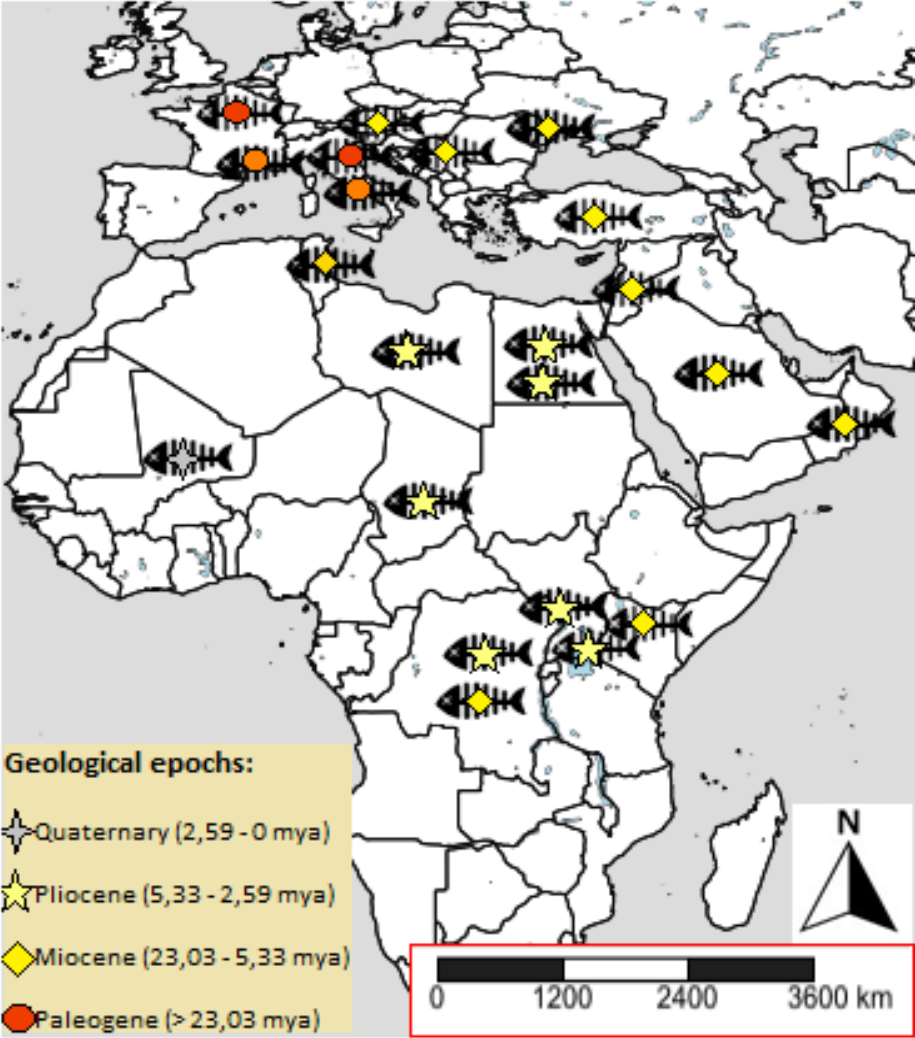 Geological epochs:
Quaternary (2,59 - 0 mya)
Pliocene (5,33 - 2,59 mya)
Miocene (23,03 - 5,33 mya)
Paleogene (> 23,03 mya)
N
0 1200 2400 3600 km